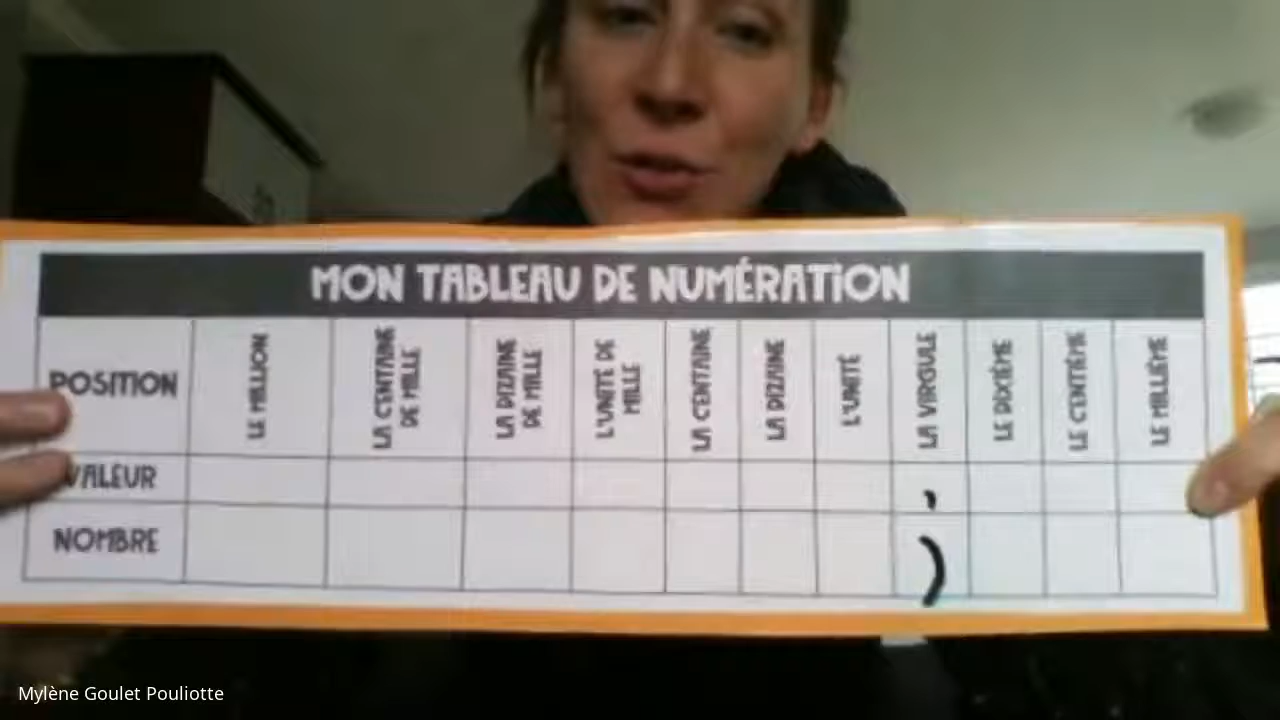 MON TABLEAU DE NUMÉRATION
POSITION
LE MILLION
LA CENTAINE
DE MILLE
LA DIZAINE
DE MILLE
L'UNITÉ DE
MILLE
LA CENTAINE
LA DIZAINE
L'UNITÉ
LA VIRGULE
LE DIXIÈME
LE CENTIÈME
LE MILLIÈME
VALEUR ,
NOMBRE ,
Mylène Goulet Pouliotte